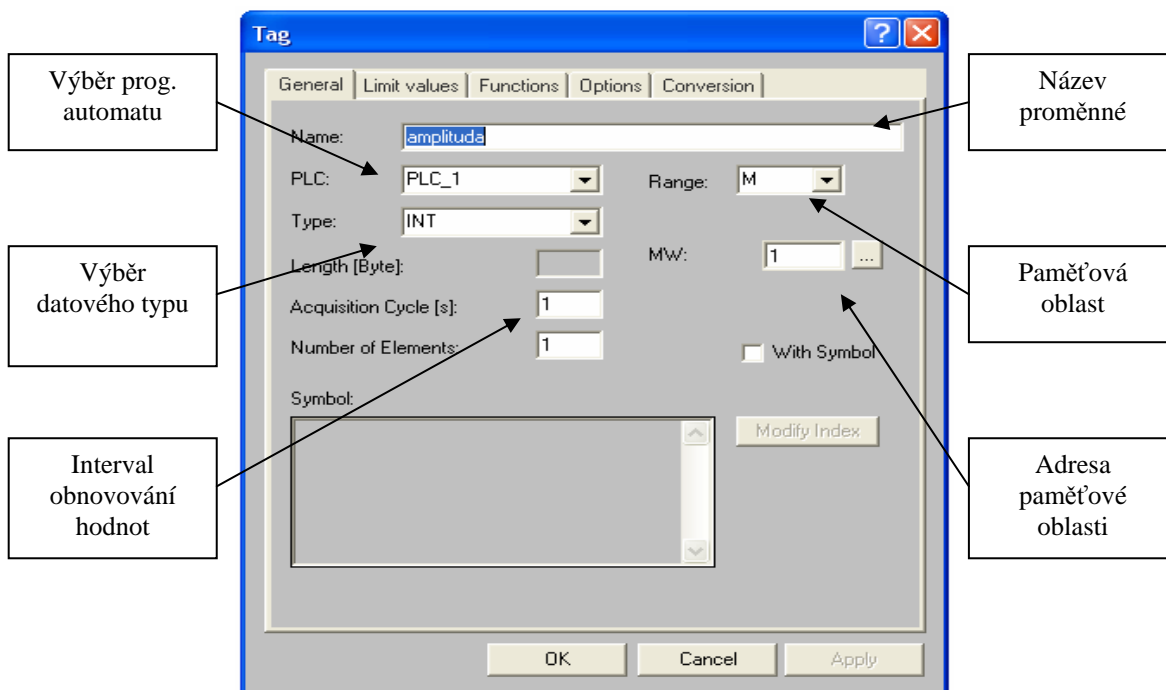 Tag
Výběr prog.
automatu
Název
proměnné
General Limit values Functions Options Conversion
Name: amplituda
PLC: PLC_1 Range: M
Type: INT
Výběr
datového typu
Length [Byte]: MW: 1 ...
Paměťová
oblast
Acquisition Cycle [s]: 1
Number of Elements: 1 With Symbol
Symbol:
Modify Index
Interval
obnovování
hodnot
Adresa
paměťové
oblasti
OK Cancel Apply